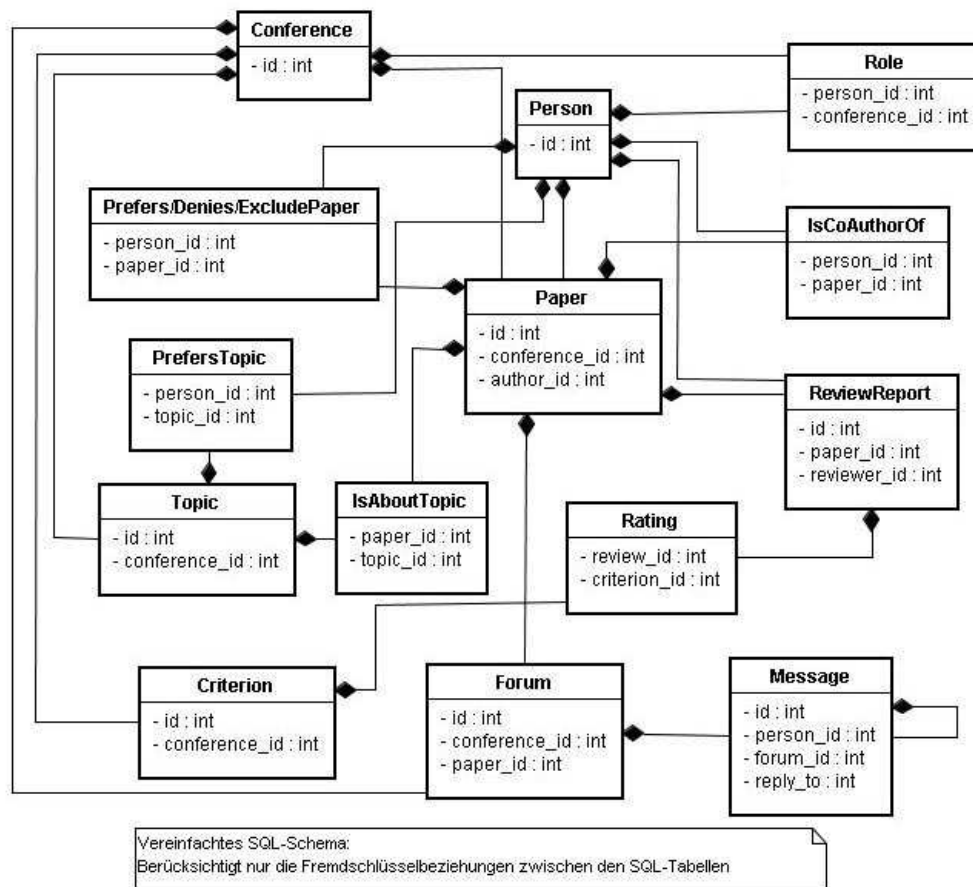 Conference
- id : int
Role
- person_id : int
- conference_id : int
Person
- id : int
Prefers/Denies/ExcludePaper
- person_id : int
- paper_id : int
IsCoAuthorOf
- person_id : int
- paper_id : int
Paper
- id : int
- conference_id : int
- author_id : int
PrefersTopic
- person_id : int
- topic_id : int
ReviewReport
- id : int
- paper_id : int
- reviewer_id : int
Topic
- id : int
- conference_id : int
IsAboutTopic
- paper_id : int
- topic_id : int
Rating
- review_id : int
- criterion_id : int
Criterion
- id : int
- conference_id : int
Forum
- id : int
- conference_id : int
- paper_id : int
Message
- id : int
- person_id : int
- forum_id : int
- reply_to : int
Vereinfachtes SQL-Schema:
Berücksichtigt nur die Fremdschlüsselbeziehungen zwischen den SQL-Tabellen